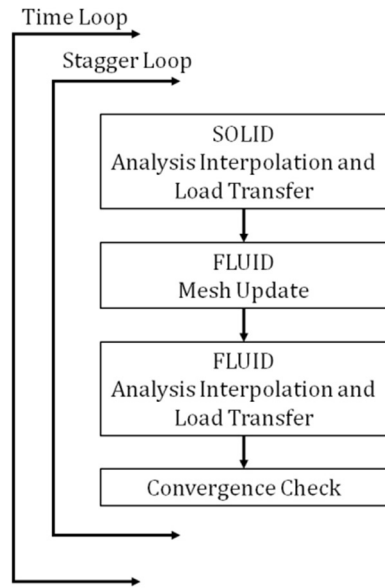 Time Loop
Stagger Loop
SOLID
Analysis Interpolation and
Load Transfer
FLUID
Mesh Update
FLUID
Analysis Interpolation and
Load Transfer
Convergence Check